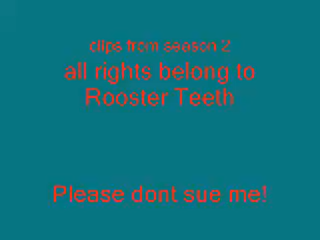 clips from season 2
all rights belong to
Rooster Teeth
Please dont sue me!